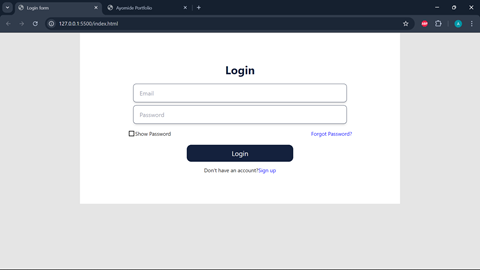 Login form
Ayomide Portfolio
127.0.0.1:5500/index.html
Login
Email
Password
Show Password
Forgot Password?
Login
Don't have an account?Sign up